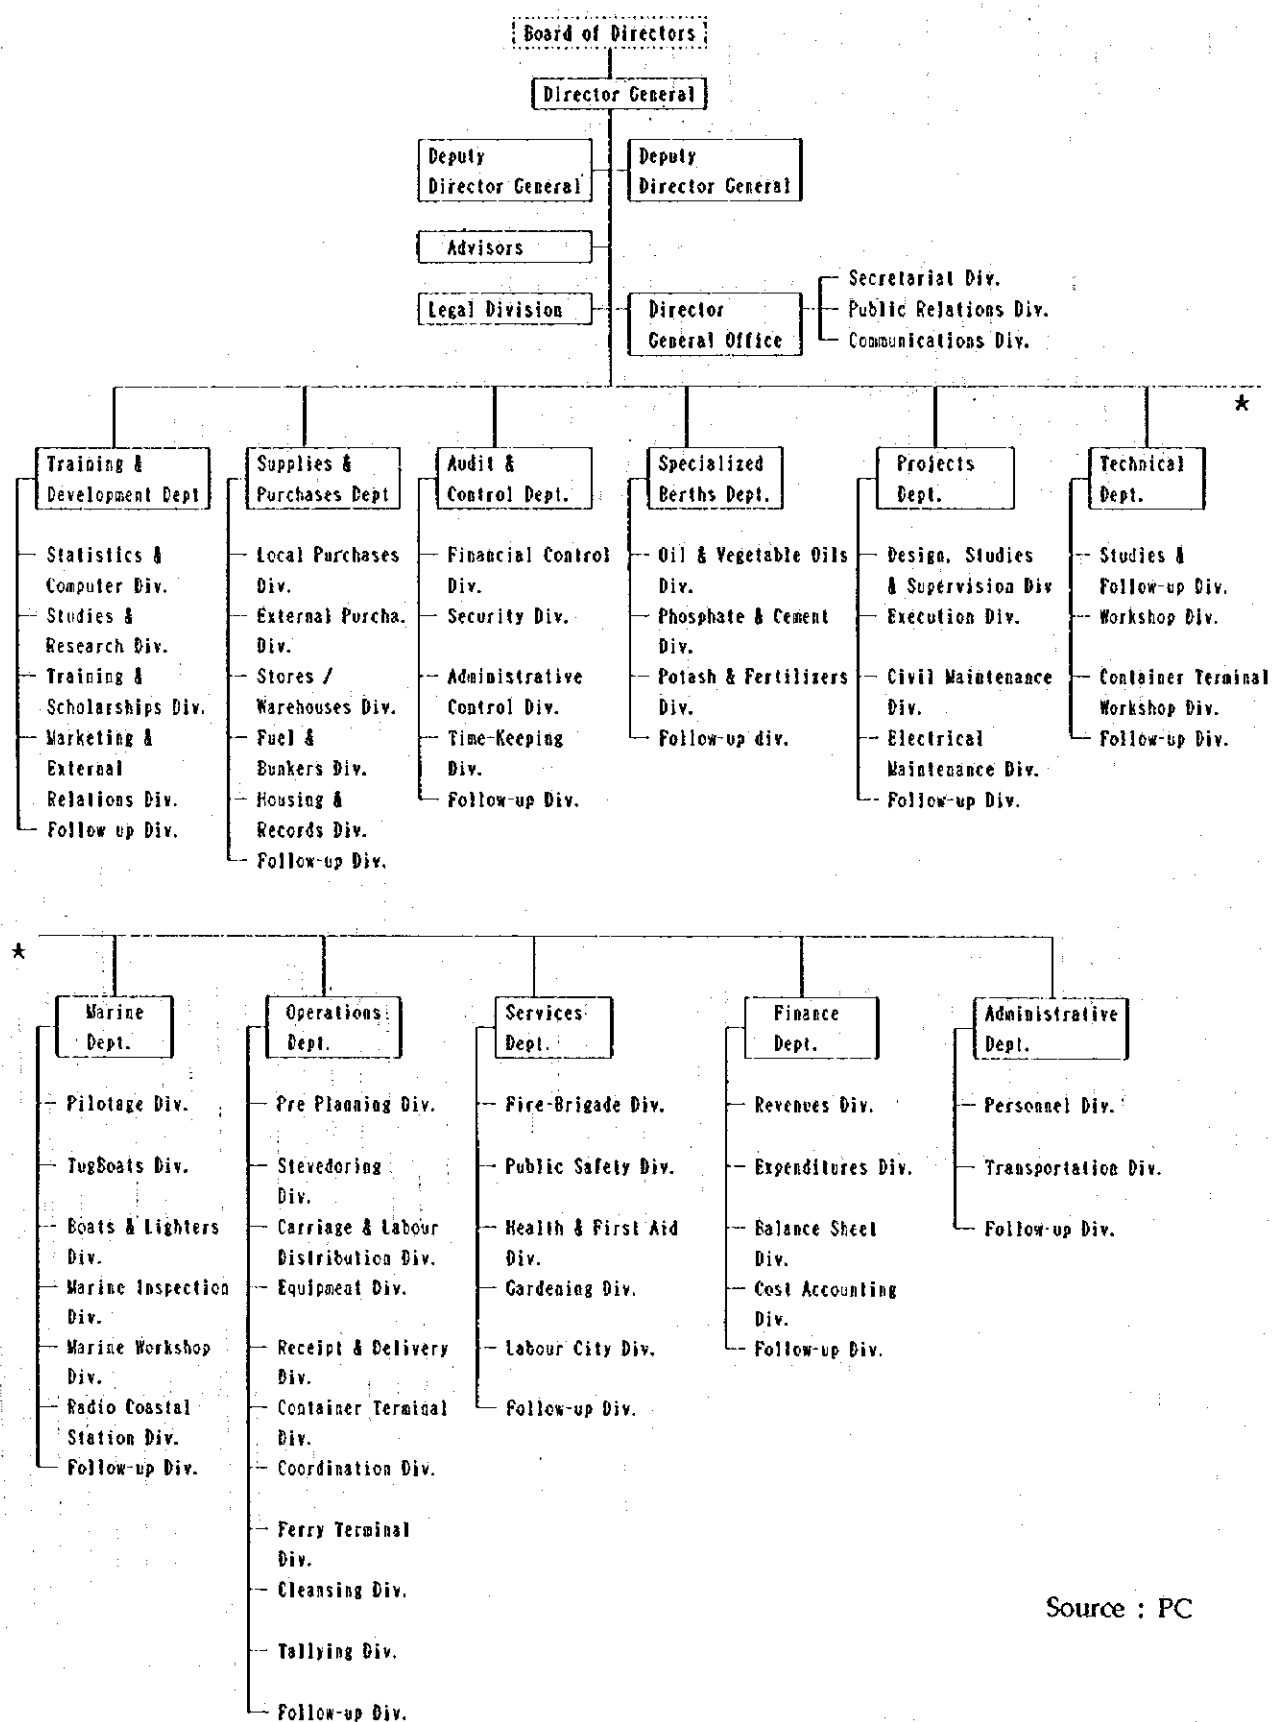 Board of Directors
Director General
Deputy
Director General
Deputy
Director General
Advisors
Legal Division
Director
General Office
Secretarial Div.
Public Relations Div.
Communications Div.
★
Training &
Development Dept
Statistics &
Computer Div.
Studies &
Research Div.
Training &
Scholarships Div.
Marketing &
External
Relations Div.
Follow up Div.
Supplies &
Purchases Dept
Local Purchases
Div.
External Purcha.
Div.
Stores /
Warehouses Div.
Fuel &
Bunkers Div.
Housing &
Records Div.
Follow-up Div.
Audit &
Control Dept.
Financial Control
Div.
Security Div.
Administrative
Control Div.
Time-Keeping
Div.
Follow-up Div.
Specialized
Berths Dept.
Oil & Vegetable Oils
Div.
Phosphate & Cement
Div.
Potash & Fertilizers
Div.
Follow-up div.
Projects
Dept.
Design, Studies
& Supervision Div
Execution Div.
Civil Maintenance
Div.
Electrical
Maintenance Div.
Follow-up Div.
Technical
Dept.
Studies &
Follow-up Div.
Workshop Div.
Container Terminal
Workshop Div.
Follow-up Div.
★
Marine
Dept.
Pilotage Div.
TugBoats Div.
Boats & Lighters
Div.
Marine Inspection
Div.
Marine Workshop
Div.
Radio Coastal
Station Div.
Follow-up Div.
Operations
Dept.
Pre Planning Div.
Stevedoring
Div.
Carriage & Labour
Distribution Div.
Equipment Div.
Receipt & Delivery
Div.
Container Terminal
Div.
Coordination Div.
Ferry Terminal
Div.
Cleansing Div.
Tallying Div.
Follow-up Div.
Services
Dept.
Fire-Brigade Div.
Public Safety Div.
Health & First Aid
Div.
Gardening Div.
Labour City Div.
Follow-up Div.
Finance
Dept.
Revenues Div.
Expenditures Div.
Balance Sheet
Div.
Cost Accounting
Div.
Follow-up Div.
Administrative
Dept.
Personnel Div.
Transportation Div.
Follow-up Div.
Source : PC